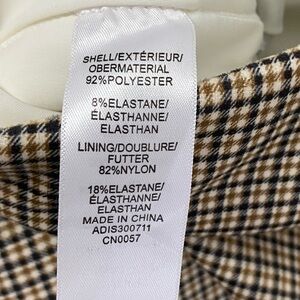 SHELL/EXTÉRIEUR/
OBERMATERIAL
92%POLYESTER
8%ELASTANE/
ÉLASTHANNE/
ELASTHAN
LINING/DOUBLURE/
FUTTER
82%NYLON
18%ELASTANE/
ÉLASTHANNE/
ELASTHAN
MADE IN CHINA
ADIS300711
CN0057